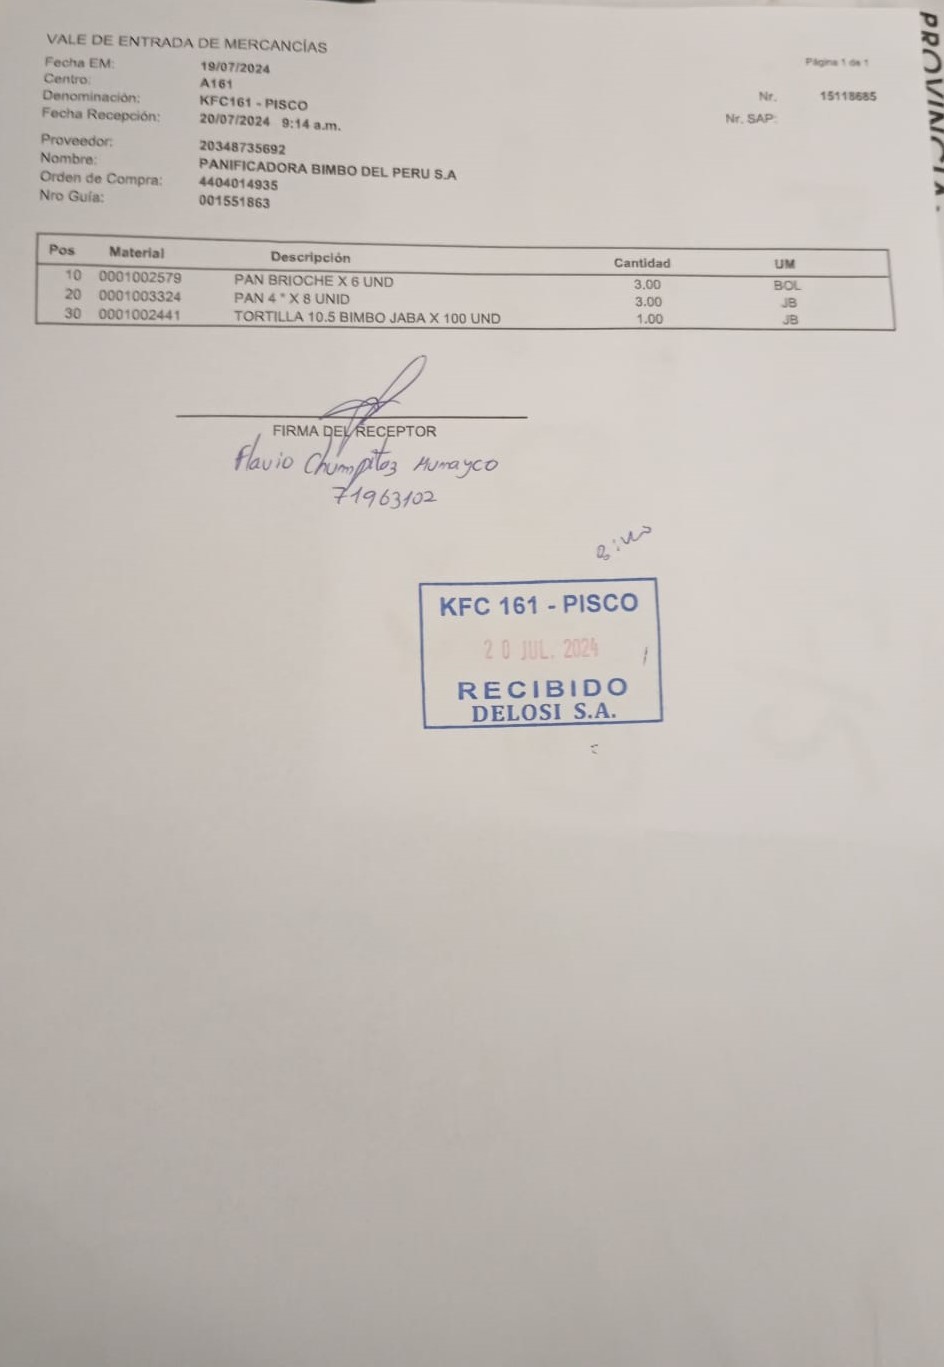 VALE DE ENTRADA DE MERCANCÍAS
Página 1 de 1
Fecha EM: 19/07/2024
Centro: A161
Denominación: KFC161 - PISCO
Nr. 15118685
Fecha Recepción: 20/07/2024 9:14 a.m.
Nr. SAP:
Proveedor: 20348735692
Nombre: PANIFICADORA BIMBO DEL PERU S.A
Orden de Compra: 4404014935
Nro Guía: 001551863
Pos Material Descripción Cantidad UM
10 0001002579 PAN BRIOCHE X 6 UND 3.00 BOL
20 0001003324 PAN 4 " X 8 UNID 3.00 JB
30 0001002441 TORTILLA 10.5 BIMBO JABA X 100 UND 1.00 JB
FIRMA DEL RECEPTOR
Flavio Chumpitaz Munayco
71963102
KFC 161 - PISCO
20 JUL. 2024
RECIBIDO
DELOSI S.A.